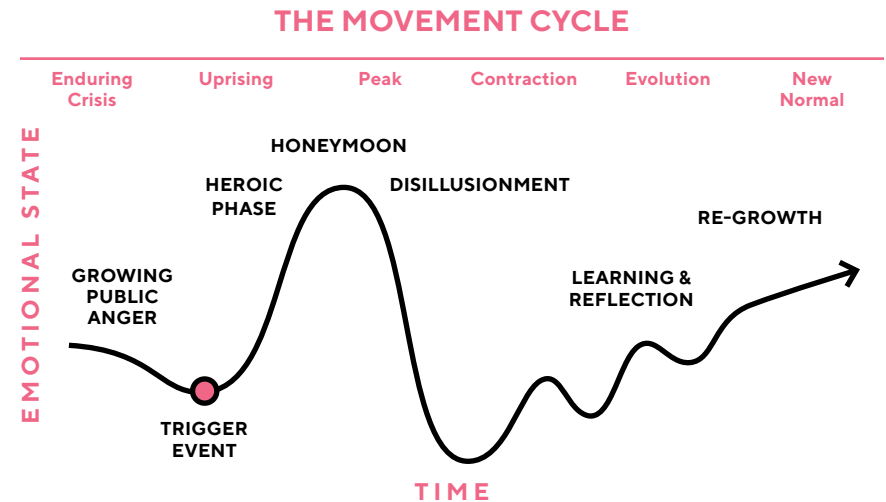 THE MOVEMENT CYCLE
Enduring
Crisis
Uprising
Peak
Contraction
Evolution
New
Normal
EMOTIONAL STATE
HONEYMOON
HEROIC
PHASE
DISILLUSIONMENT
RE-GROWTH
GROWING
PUBLIC
ANGER
LEARNING &
REFLECTION
TRIGGER
EVENT
TIME